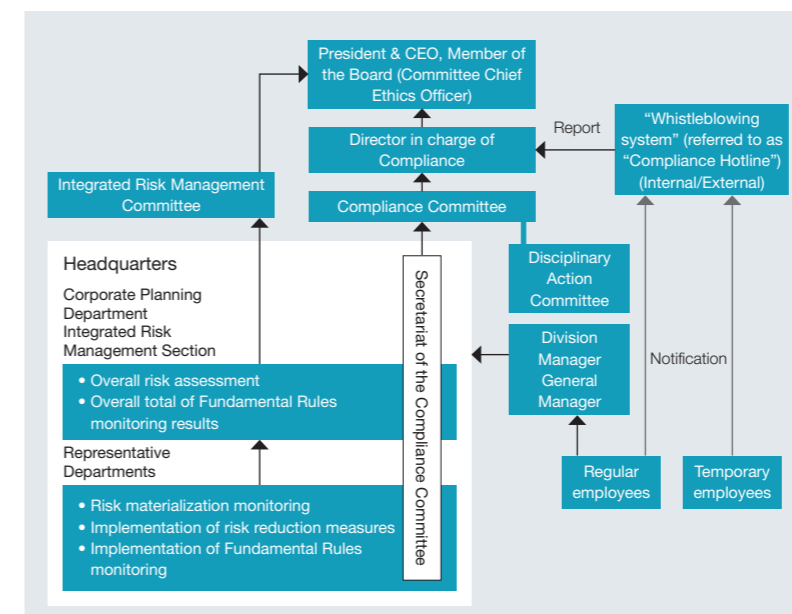 President & CEO, Member of
the Board (Committee Chief
Ethics Officer)
Director in charge of
Compliance
Report
“Whistleblowing
system” (referred to as
“Compliance Hotline”)
(Internal/External)
Integrated Risk Management
Committee
Compliance Committee
Disciplinary
Action
Committee
Headquarters
Corporate Planning
Department
Integrated Risk
Management Section
• Overall risk assessment
• Overall total of Fundamental Rules
monitoring results
Representative
Departments
• Risk materialization monitoring
• Implementation of risk reduction measures
• Implementation of Fundamental Rules
monitoring
Secretariat of the Compliance Committee
Division
Manager
General
Manager
Notification
Regular
employees
Temporary
employees